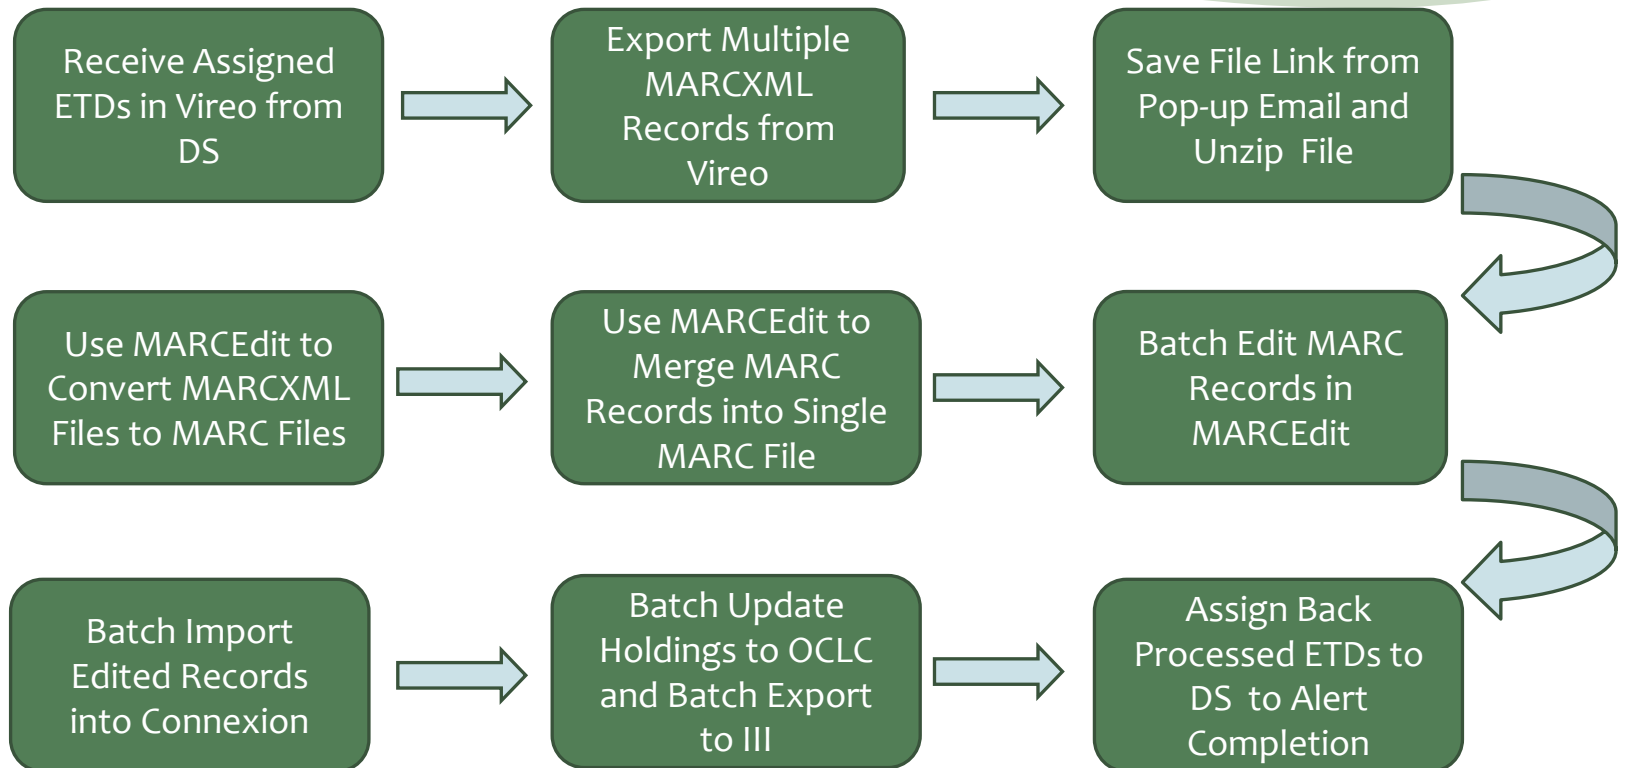 Receive Assigned
ETDs in Vireo from
DS
Export Multiple
MARCXML
Records from
Vireo
Save File Link from
Pop-up Email and
Unzip  File
Use MARCEdit to
Convert MARCXML
Files to MARC Files
Use MARCEdit to
Merge MARC
Records into Single
MARC File
Batch Edit MARC
Records in
MARCEdit
Batch Import
Edited Records
into Connexion
Batch Update
Holdings to OCLC
and Batch Export
to III
Assign Back
Processed ETDs to
DS  to Alert
Completion